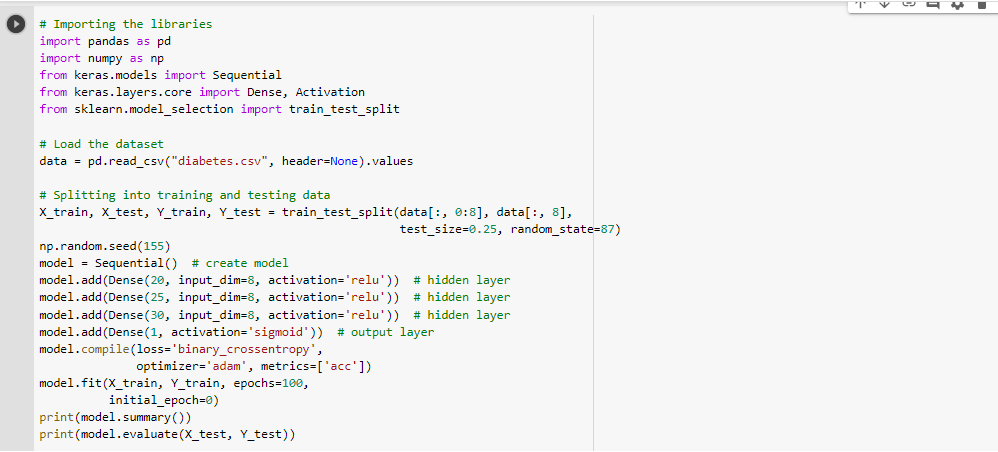 # Importing the libraries
import pandas as pd
import numpy as np
from keras.models import Sequential
from keras.layers.core import Dense, Activation
from sklearn.model_selection import train_test_split
# Load the dataset
data = pd.read_csv("diabetes.csv", header=None).values
# Splitting into training and testing data
X_train, X_test, Y_train, Y_test = train_test_split(data[:, 0:8], data[:, 8],
test_size=0.25, random_state=87)
np.random.seed(155)
model = Sequential()  # create model
model.add(Dense(20, input_dim=8, activation='relu'))  # hidden layer
model.add(Dense(25, input_dim=8, activation='relu'))  # hidden layer
model.add(Dense(30, input_dim=8, activation='relu'))  # hidden layer
model.add(Dense(1, activation='sigmoid'))  # output layer
model.compile(loss='binary_crossentropy',
optimizer='adam', metrics=['acc'])
model.fit(X_train, Y_train, epochs=100,
initial_epoch=0)
print(model.summary())
print(model.evaluate(X_test, Y_test))